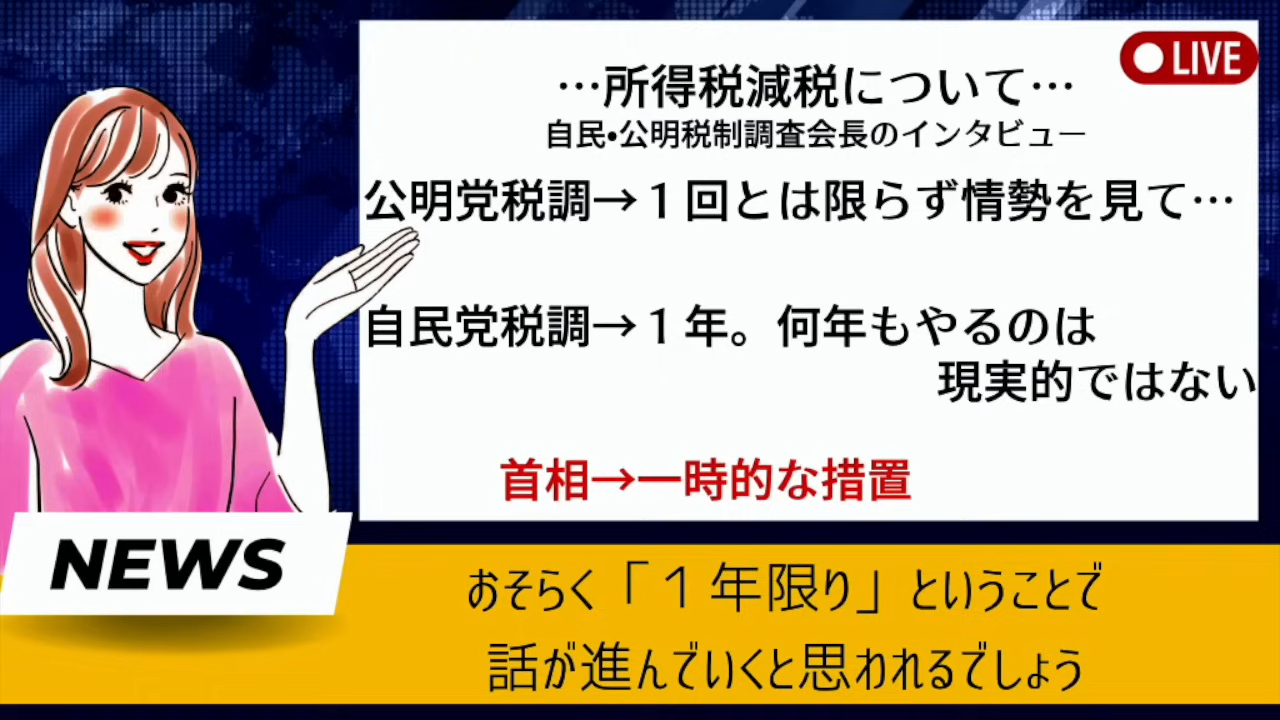 LIVE
…所得税減税について…
自民•公明税制調査会長のインタビュー
公明党税調→１回とは限らず情勢を見て…
自民党税調→１年。何年もやるのは
現実的ではない
首相→一時的な措置
NEWS
おそらく「１年限り」ということで
話が進んでいくと思われるでしょう